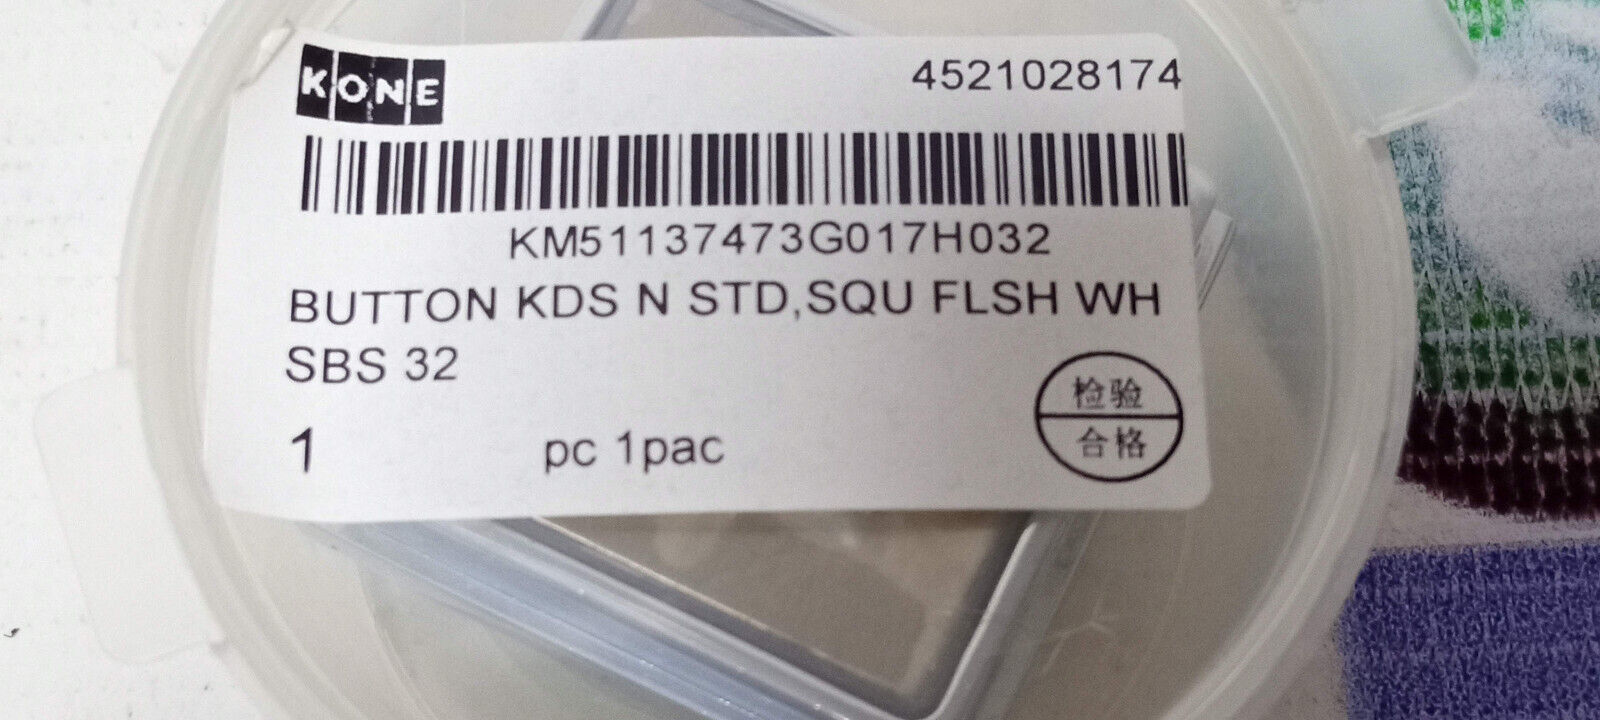 KONE
4521028174
KM51137473G017H032
BUTTON KDS N STD,SQU FLSH WH
SBS 32
1 pc 1pac
检验
合格